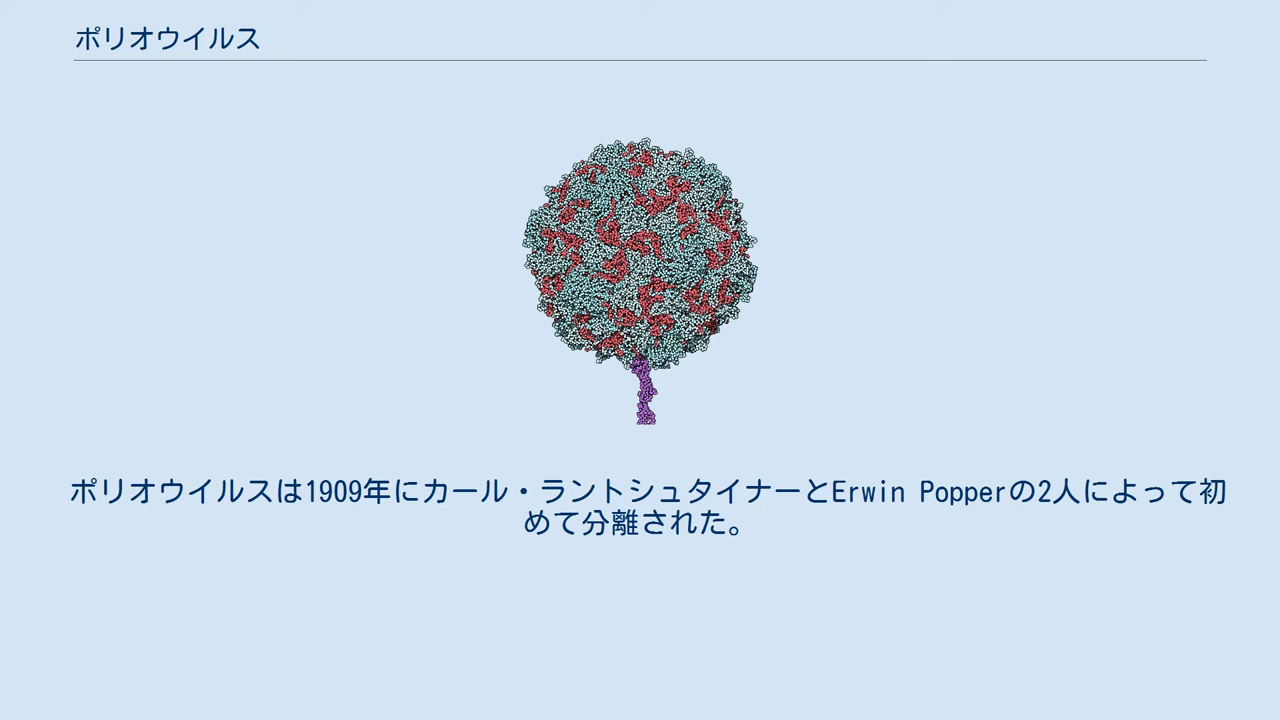 ポリオウイルス
ポリオウイルスは1909年にカール・ラントシュタイナーとErwin Popperの2人によって初
めて分離された。